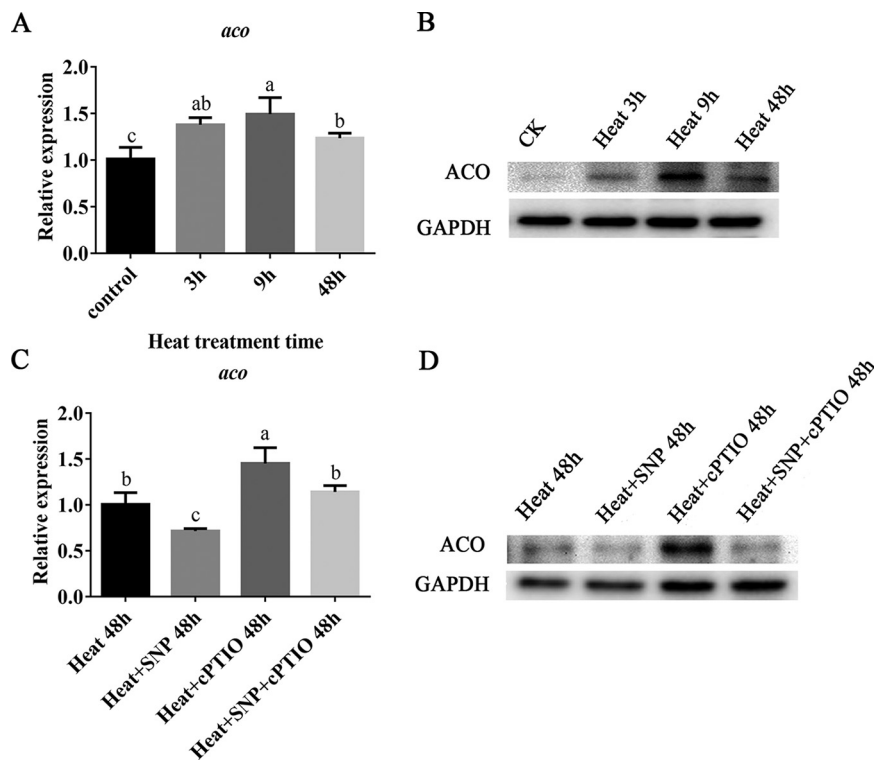 A
aco
Relative expression
2.0
1.5
1.0
0.5
0.0
c
ab
a
b
control
3h
9h
48h
Heat treatment time
B
CK
Heat 3h
Heat 9h
Heat 48h
ACO
GAPDH
C
aco
Relative expression
2.0
1.5
1.0
0.5
0.0
b
c
a
b
Heat 48h
Heat+SNP 48h
Heat+cPTIO 48h
Heat+SNP+cPTIO 48h
D
Heat 48h
Heat+SNP 48h
Heat+cPTIO 48h
Heat+SNP+cPTIO 48h
ACO
GAPDH